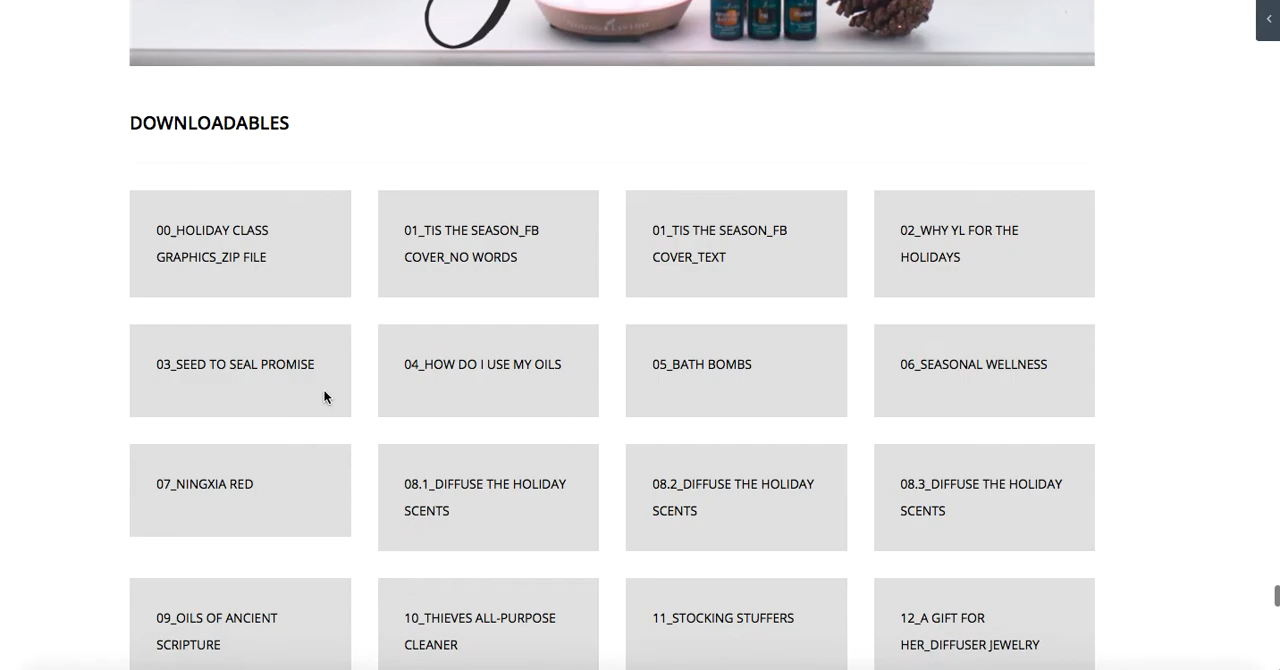 DOWNLOADABLES
00_HOLIDAY CLASS
GRAPHICS_ZIP FILE
01_TIS THE SEASON_FB
COVER_NO WORDS
01_TIS THE SEASON_FB
COVER_TEXT
02_WHY YL FOR THE
HOLIDAYS
03_SEED TO SEAL PROMISE
04_HOW DO I USE MY OILS
05_BATH BOMBS
06_SEASONAL WELLNESS
07_NINGXIA RED
08.1_DIFFUSE THE HOLIDAY
SCENTS
08.2_DIFFUSE THE HOLIDAY
SCENTS
08.3_DIFFUSE THE HOLIDAY
SCENTS
09_OILS OF ANCIENT
SCRIPTURE
10_THIEVES ALL-PURPOSE
CLEANER
11_STOCKING STUFFERS
12_A GIFT FOR
HER_DIFFUSER JEWELRY